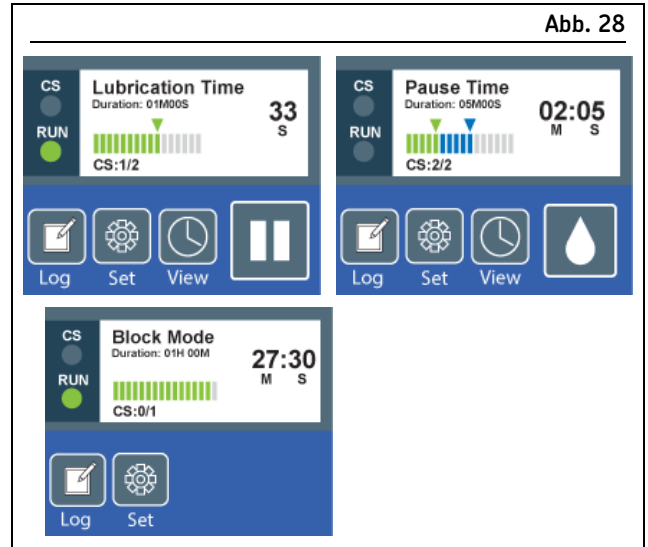 Abb. 28
CS
RUN
Lubrication Time
Duration: 01M00S
33
S
CS:1/2
Log Set View
CS
RUN
Pause Time
Duration: 05M00S
02:05
M S
CS:2/2
Log Set View
CS
RUN
Block Mode
Duration: 01H 00M
27:30
M S
CS:0/1
Log Set